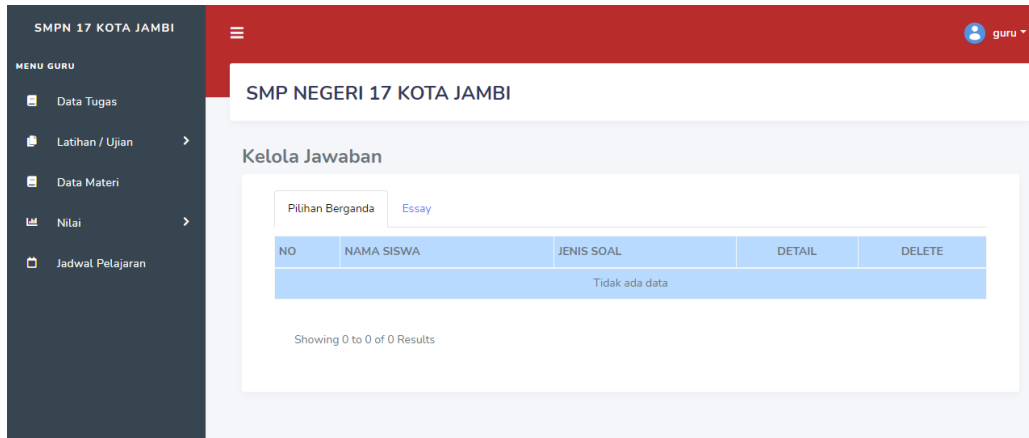 SMPN 17 KOTA JAMBI
guru
MENU GURU
Data Tugas
Latihan / Ujian
Data Materi
Nilai
Jadwal Pelajaran
SMP NEGERI 17 KOTA JAMBI
Kelola Jawaban
Pilihan Berganda Essay
NO NAMA SISWA JENIS SOAL DETAIL DELETE
Tidak ada data
Showing 0 to 0 of 0 Results